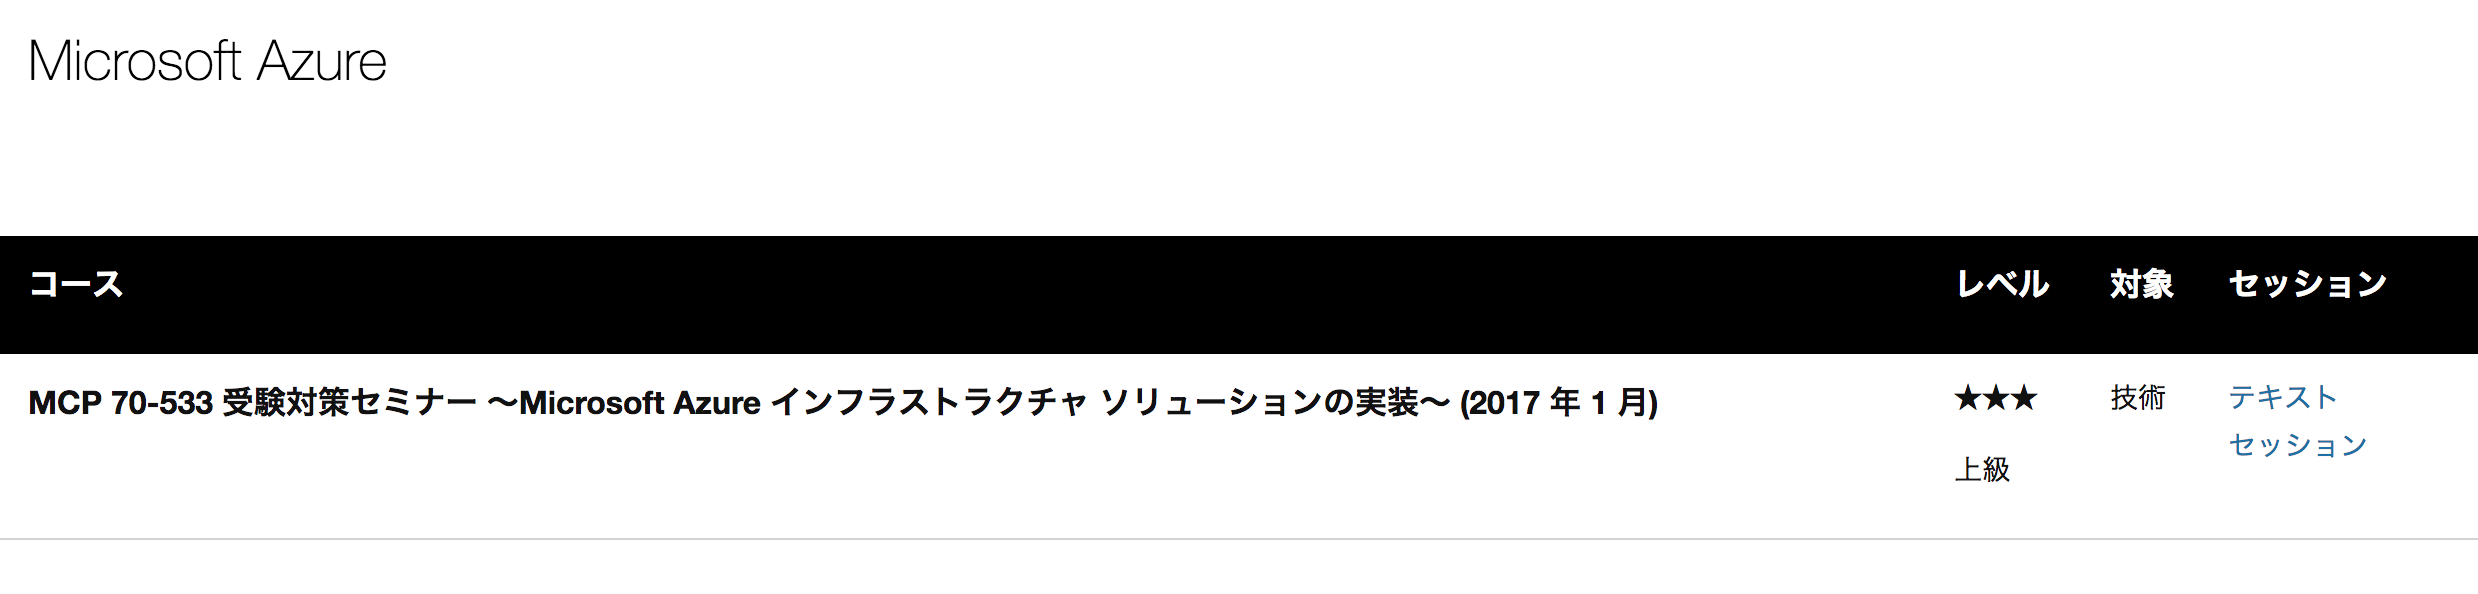 Microsoft Azure
コース レベル 対象 セッション
MCP 70-533 受験対策セミナー ～Microsoft Azure インフラストラクチャ ソリューションの実装～ (2017 年 1 月) ★★★ 技術 テキスト
セッション
上級